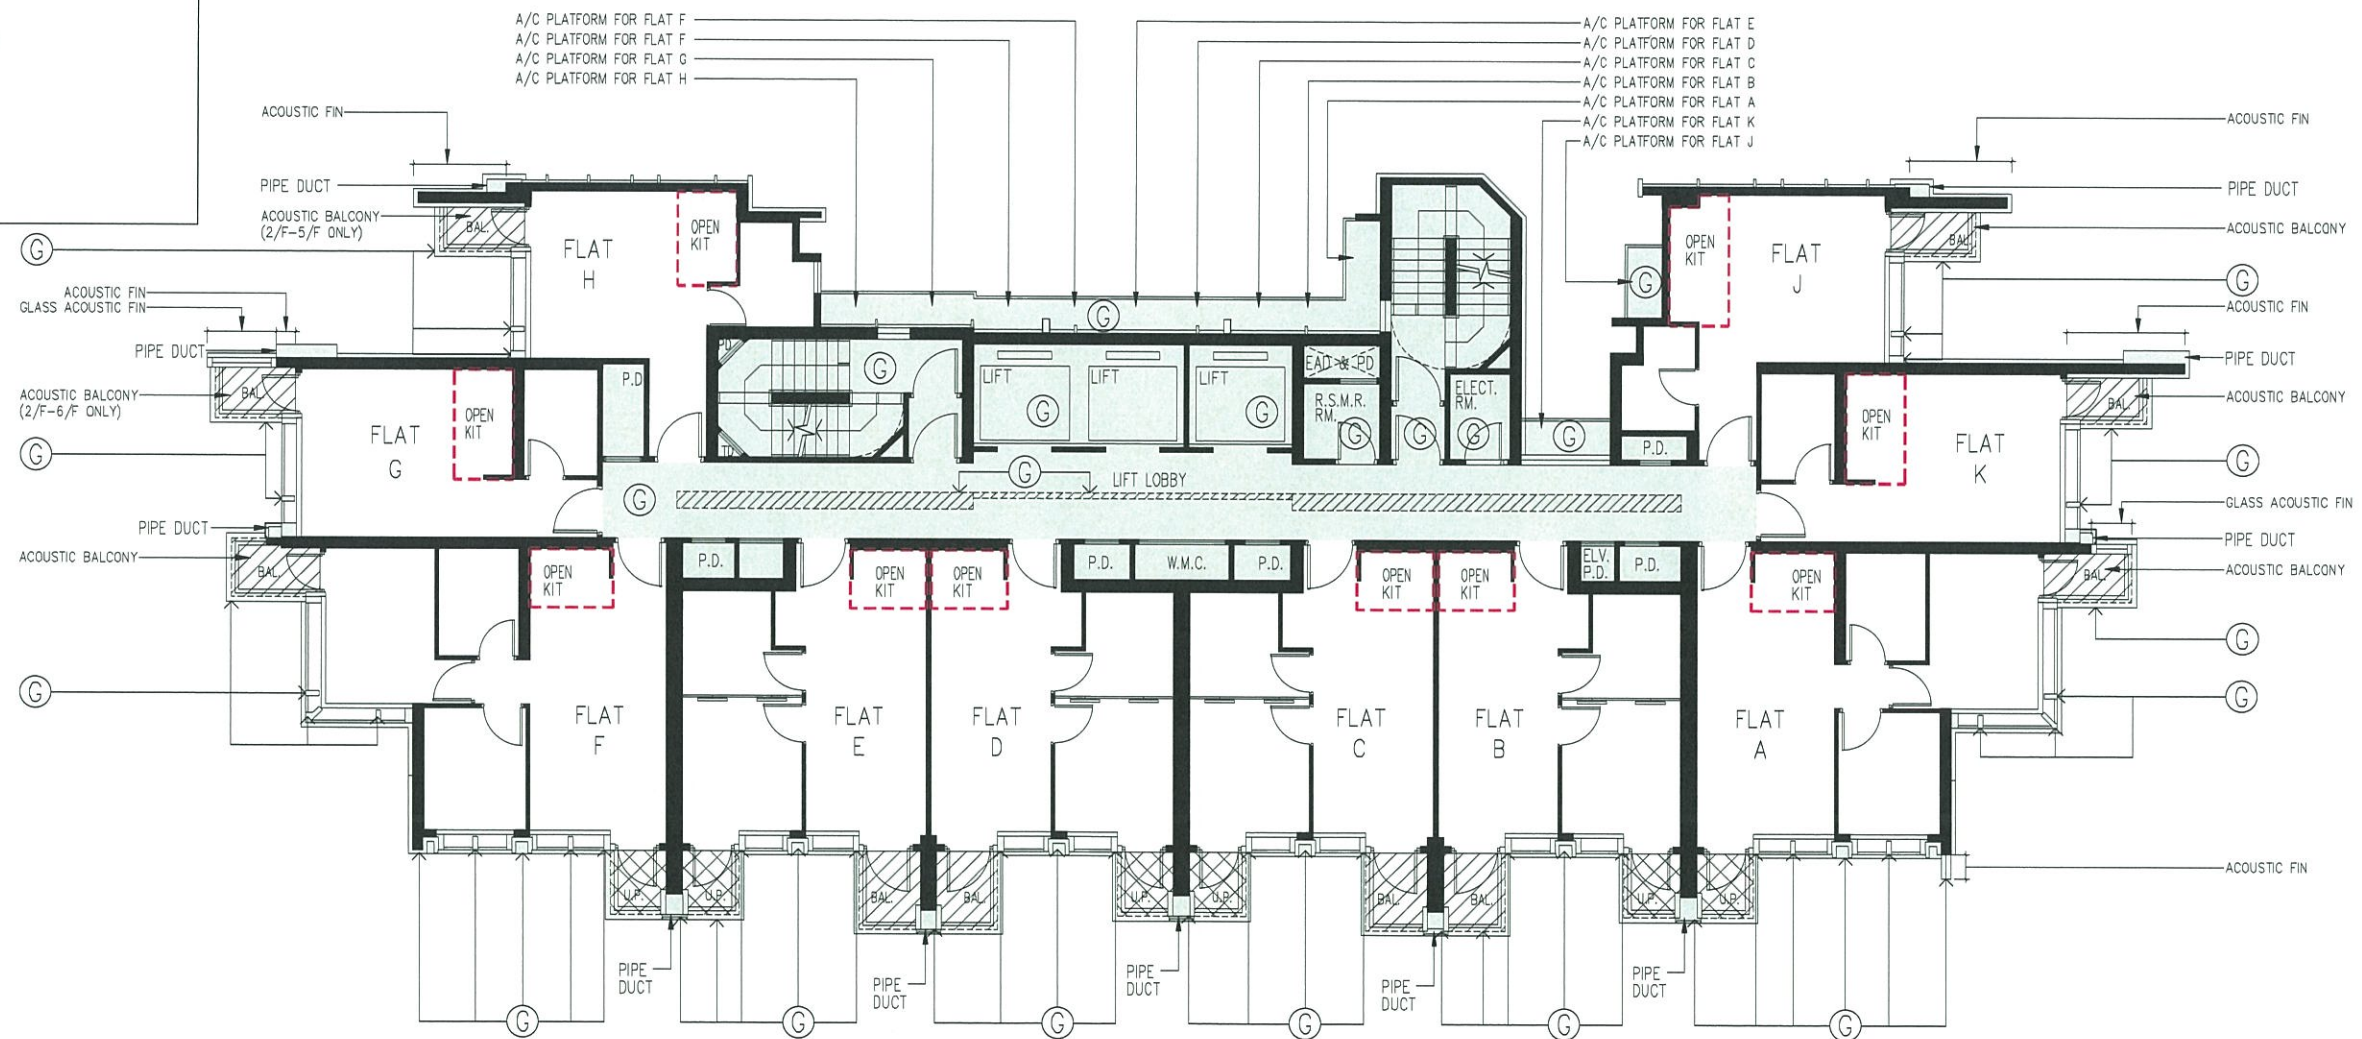 A/C PLATFORM FOR FLAT F
A/C PLATFORM FOR FLAT F
A/C PLATFORM FOR FLAT G
A/C PLATFORM FOR FLAT H
A/C PLATFORM FOR FLAT E
A/C PLATFORM FOR FLAT D
A/C PLATFORM FOR FLAT C
A/C PLATFORM FOR FLAT B
A/C PLATFORM FOR FLAT A
A/C PLATFORM FOR FLAT K
A/C PLATFORM FOR FLAT J
ACOUSTIC FIN
PIPE DUCT
ACOUSTIC BALCONY
(2/F-5/F ONLY)
G
ACOUSTIC FIN
GLASS ACOUSTIC FIN
PIPE DUCT
ACOUSTIC BALCONY
(2/F-6/F ONLY)
G
PIPE DUCT
ACOUSTIC BALCONY
G
ACOUSTIC FIN
PIPE DUCT
ACOUSTIC BALCONY
G
ACOUSTIC FIN
PIPE DUCT
ACOUSTIC BALCONY
G
GLASS ACOUSTIC FIN
PIPE DUCT
ACOUSTIC BALCONY
G
G
ACOUSTIC FIN
BAL.
FLAT
H
OPEN
KIT
G
G
OPEN
KIT
FLAT
J
BAL.
BAL.
FLAT
G
OPEN
KIT
P.D.
G
LIFT
LIFT
G
LIFT
G
EAD & PD
R.S.M.R.
RM.
G
G
ELECT.
RM.
G
G
P.D.
OPEN
KIT
FLAT
K
BAL.
G
G
LIFT LOBBY
BAL.
OPEN
KIT
P.D.
OPEN
KIT
OPEN
KIT
P.D.
W.M.C.
P.D.
OPEN
KIT
OPEN
KIT
ELV.
P.D.
P.D.
OPEN
KIT
BAL.
FLAT
F
FLAT
E
FLAT
D
FLAT
C
FLAT
B
FLAT
A
U.P.
U.P.
BAL.
BAL.
U.P.
U.P.
BAL.
BAL.
U.P.
U.P.
PIPE
DUCT
PIPE
DUCT
PIPE
DUCT
PIPE
DUCT
PIPE
DUCT
G
G
G
G
G
G